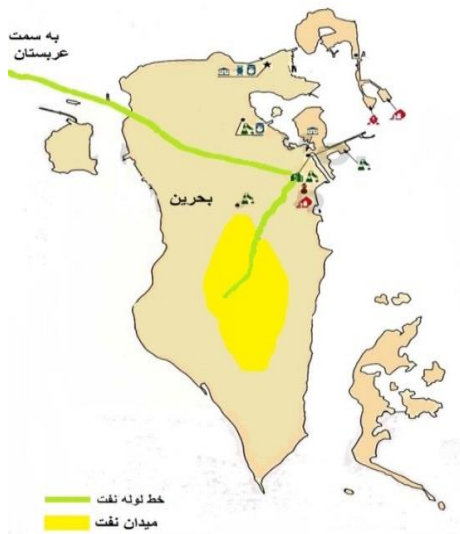 به سمت
عربستان
بحرین
خط لوله نفت
میدان نفت